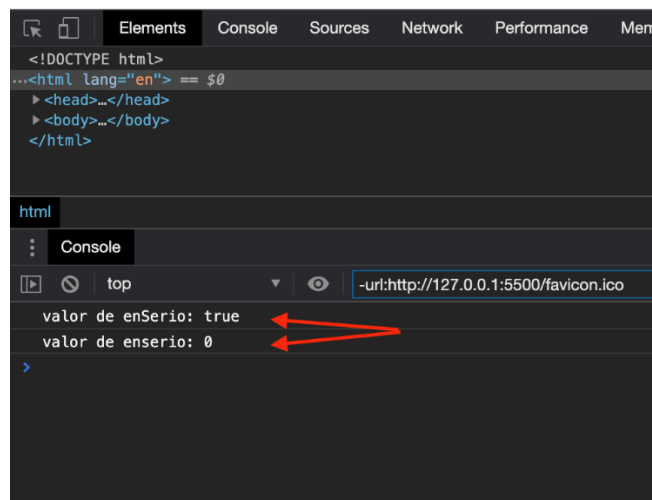 Elements Console Sources Network Performance Mem
<!DOCTYPE html>
...<html lang="en"> == $0
▶<head>…</head>
▶<body>…</body>
</html>
html
Console
top ▼ -url:http://127.0.0.1:5500/favicon.ico
valor de enSerio: true
valor de enserio: 0
>